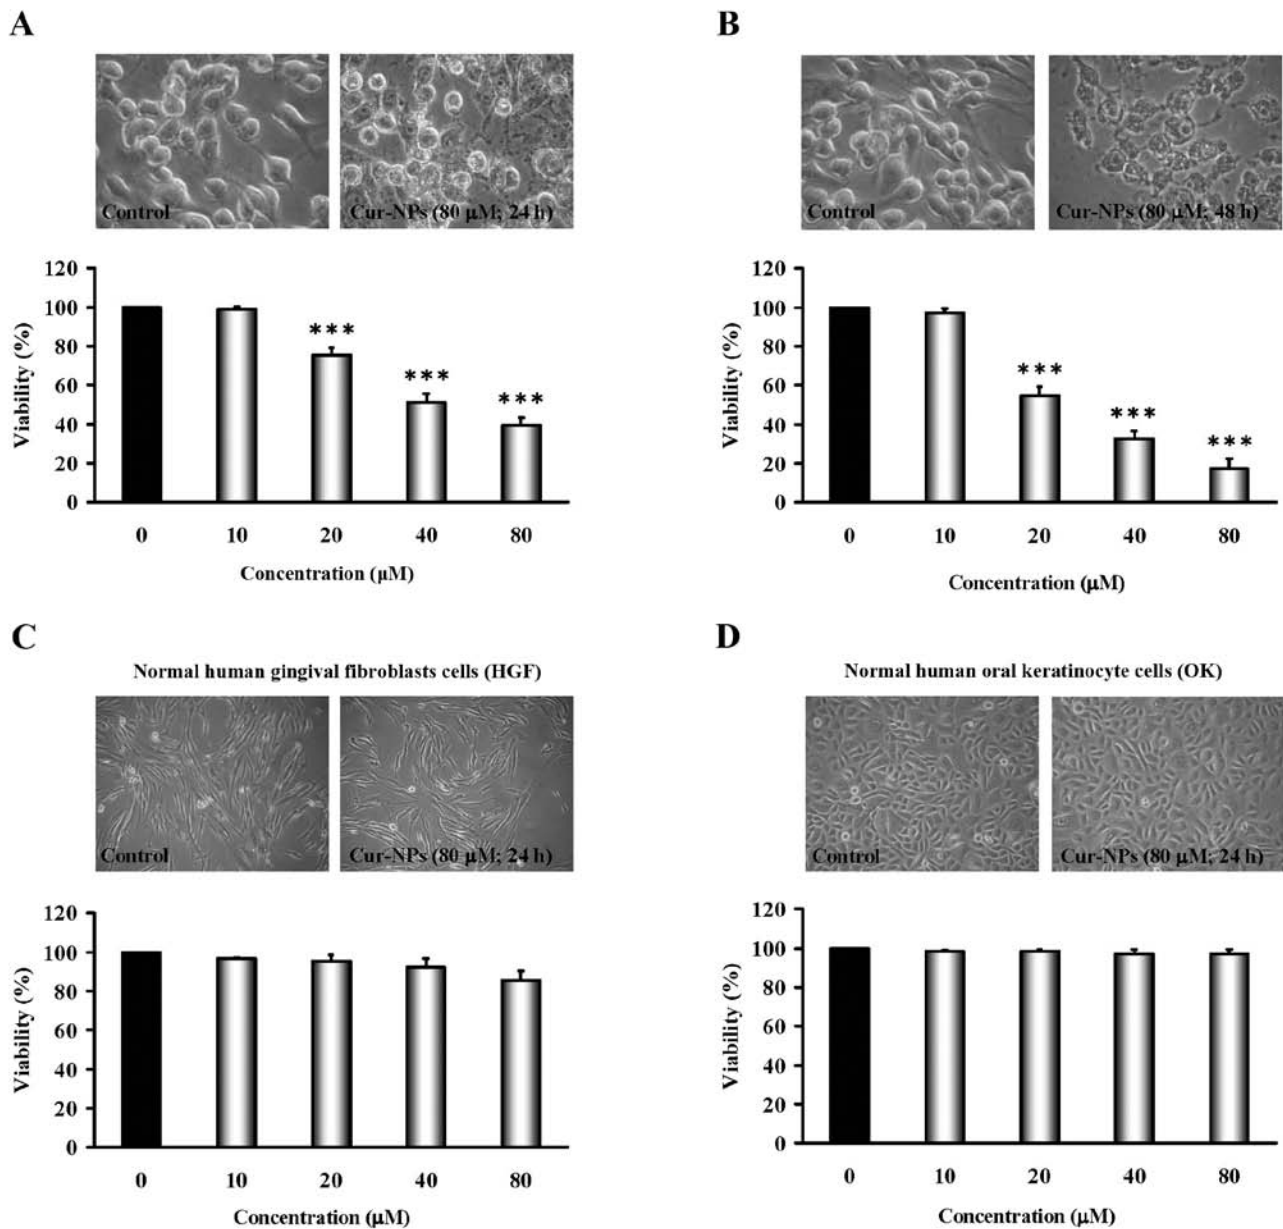 A
Control
Cur-NPs (80 μM; 24 h)
120
100
80
60
40
20
0
Viability (%)
***
***
***
0 10 20 40 80
Concentration (μM)
B
Control
Cur-NPs (80 μM; 48 h)
120
100
80
60
40
20
0
Viability (%)
***
***
***
0 10 20 40 80
Concentration (μM)
C
Normal human gingival fibroblasts cells (HGF)
Control
Cur-NPs (80 μM; 24 h)
120
100
80
60
40
20
0
Viability (%)
0 10 20 40 80
Concentration (μM)
D
Normal human oral keratinocyte cells (OK)
Control
Cur-NPs (80 μM; 24 h)
120
100
80
60
40
20
0
Viability (%)
0 10 20 40 80
Concentration (μM)